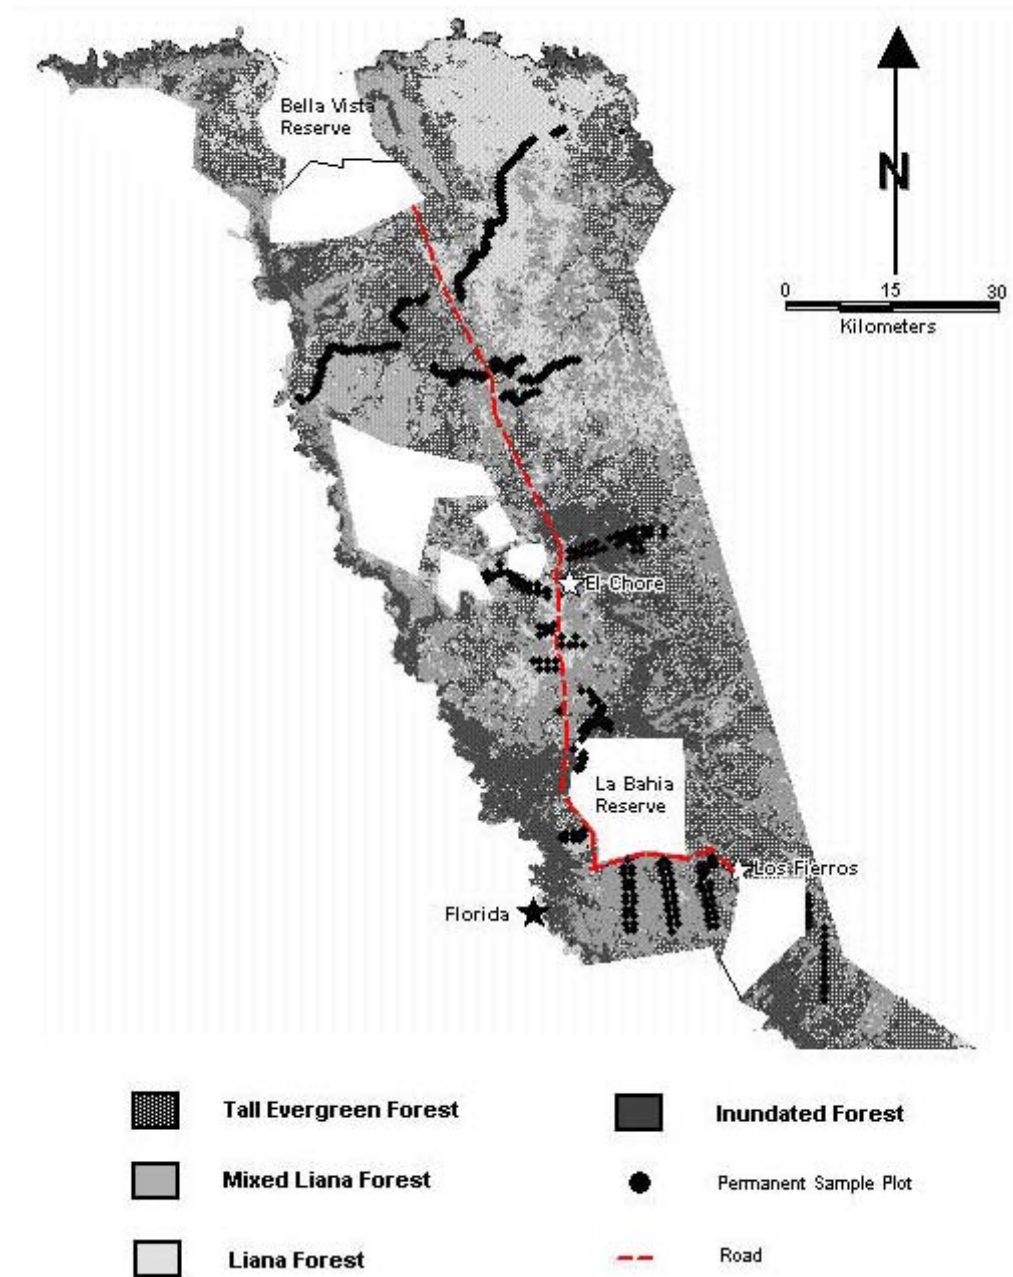 Bella Vista
Reserve
N
0 15 30
Kilometers
El Chore
La Bahia
Reserve
Los Fierros
Florida
Tall Evergreen Forest
Inundated Forest
Mixed Liana Forest
Permanent Sample Plot
Liana Forest
Road